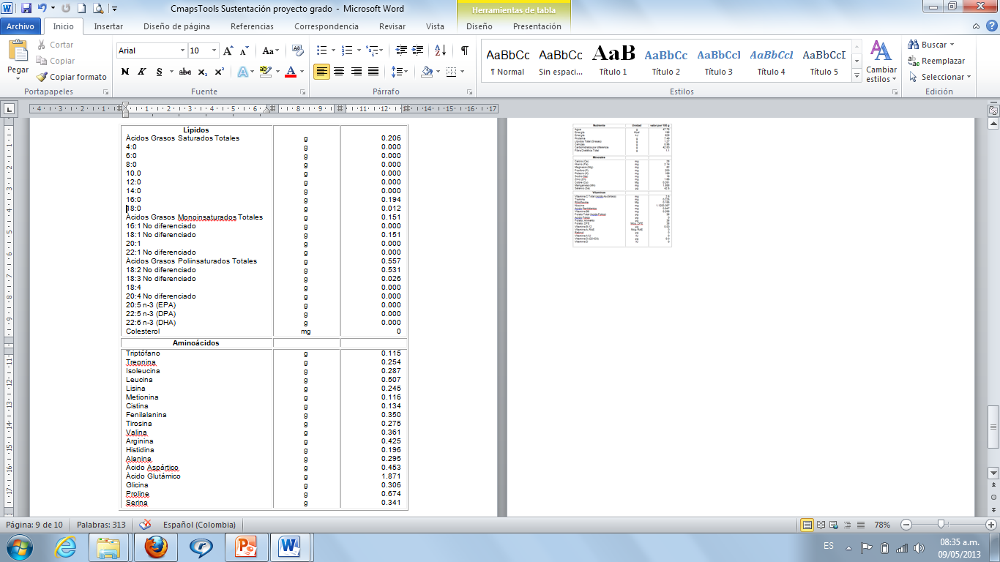 CmapsTools Sustentación proyecto grado - Microsoft Word
Herramientas de tabla
Archivo Inicio Insertar Diseño de página Referencias Correspondencia Revisar Vista Diseño Presentación
Pegar
Cortar
Copiar
Copiar formato
Portapapeles
Arial 10
Fuente
Párrafo
AaBbCc AaBbCc AaB AaBbCc AaBbCcI AaBbCcI AaBbCcI
¶ Normal Sin espaci... Título 1 Título 2 Título 3 Título 4 Título 5
Cambiar estilos
Estilos
Buscar
Reemplazar
Seleccionar
Edición
Lípidos
Ácidos Grasos Saturados Totales g 0.206
4:0 g 0.000
6:0 g 0.000
8:0 g 0.000
10.0 g 0.000
12:0 g 0.000
14:0 g 0.000
16:0 g 0.194
18:0 g 0.012
Ácidos Grasos Monoinsaturados Totales g 0.151
16:1 No diferenciado g 0.000
18:1 No diferenciado g 0.151
20:1 g 0.000
22:1 No diferenciado g 0.000
Ácidos Grasos Poliinsaturados Totales g 0.557
18:2 No diferenciado g 0.531
18:3 No diferenciado g 0.026
18:4 g 0.000
20:4 No diferenciado g 0.000
20:5 n-3 (EPA) g 0.000
22:5 n-3 (DPA) g 0.000
22:6 n-3 (DHA) g 0.000
Colesterol mg 0
Aminoácidos
Triptófano g 0.115
Treonina g 0.254
Isoleucina g 0.287
Leucina g 0.507
Lisina g 0.245
Metionina g 0.116
Cistina g 0.134
Fenilalanina g 0.350
Tirosina g 0.275
Valina g 0.361
Arginina g 0.425
Histidina g 0.196
Alanina g 0.295
Ácido Aspártico g 0.453
Ácido Glutámico g 1.871
Glicina g 0.306
Proline g 0.674
Serina g 0.341
Nutriente Unidad valor por 100 g
Minerales
Vitaminas
Página: 9 de 10 Palabras: 313 Español (Colombia) 78%
ES 08:35 a.m.
09/05/2013